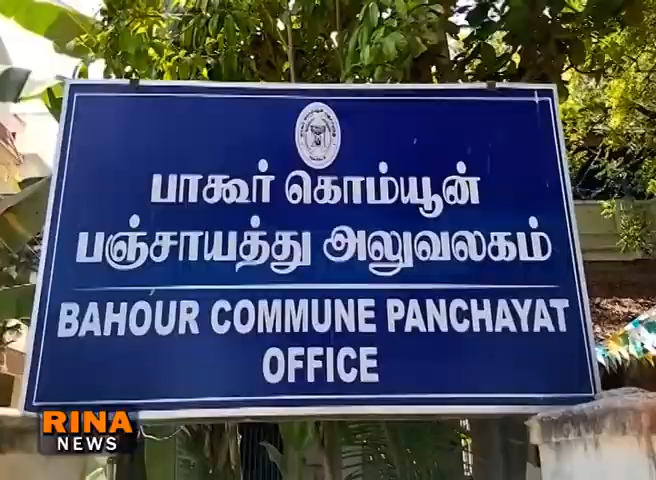 பாகூர் கொம்யூன்
பஞ்சாயத்து அலுவலகம்
BAHOUR COMMUNE PANCHAYAT
OFFICE
RINA
NEWS